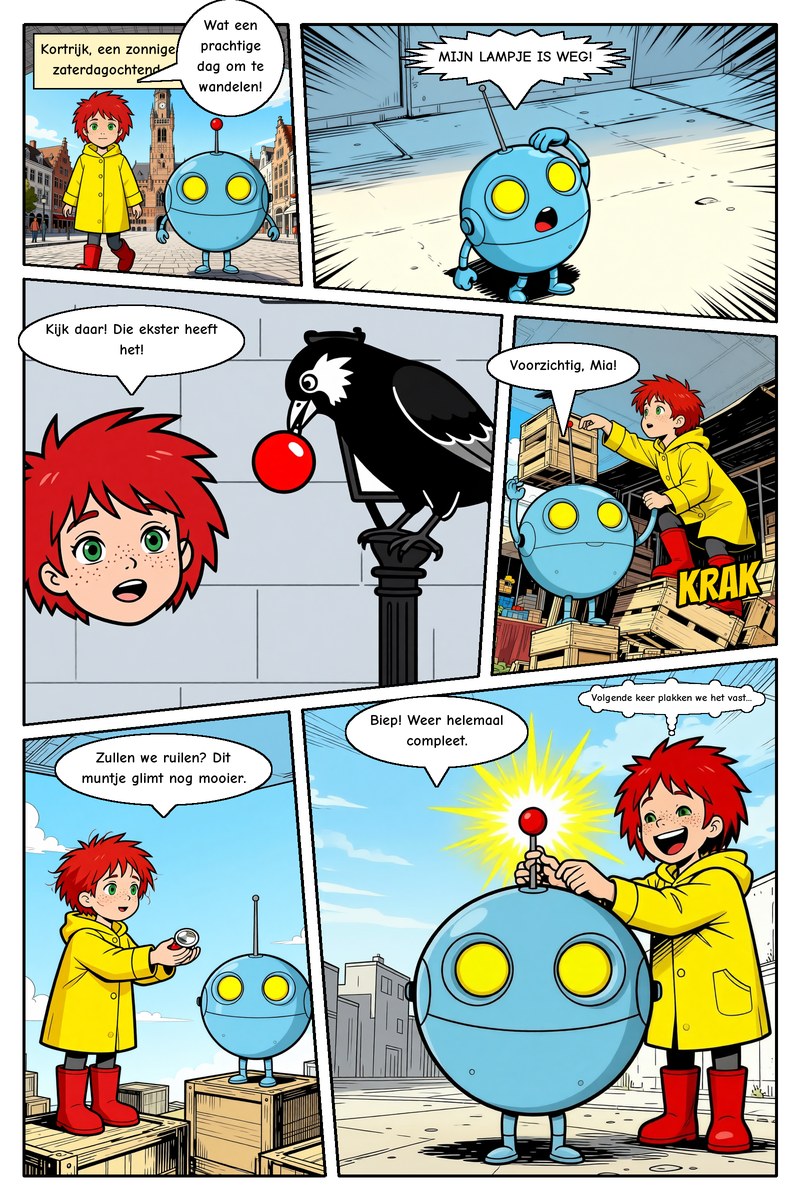 Kortrijk, een zonnige
zaterdagochtend
Wat een
prachtige
dag om te
wandelen!
MIJN LAMPJE IS WEG!
Kijk daar! Die ekster heeft
het!
Voorzichtig, Mia!
KRAK
Zullen we ruilen? Dit
muntje glimt nog mooier.
Biep! Weer helemaal
compleet.
Volgende keer plakken we het vast...